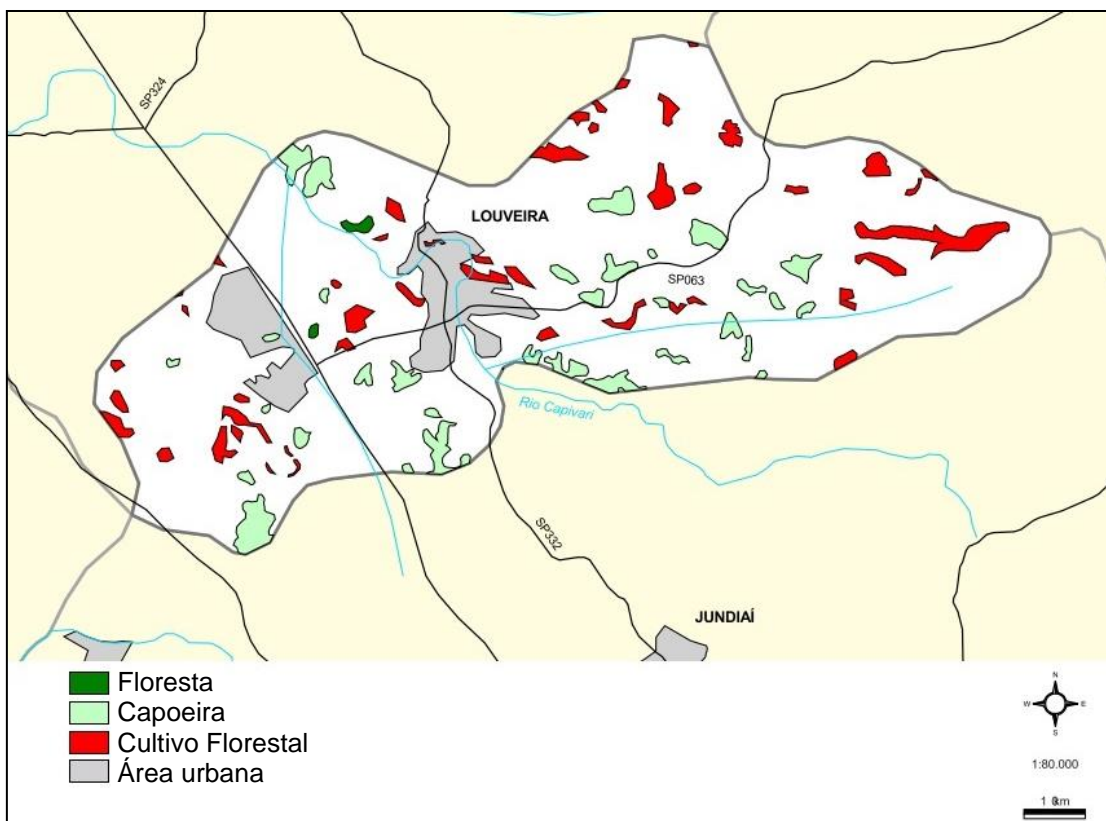 SP324
LOUVEIRA
SP063
Rio Capivari
SP332
JUNDIAÍ
Floresta
Capoeira
Cultivo Florestal
Área urbana
N
W
E
S
1:80.000